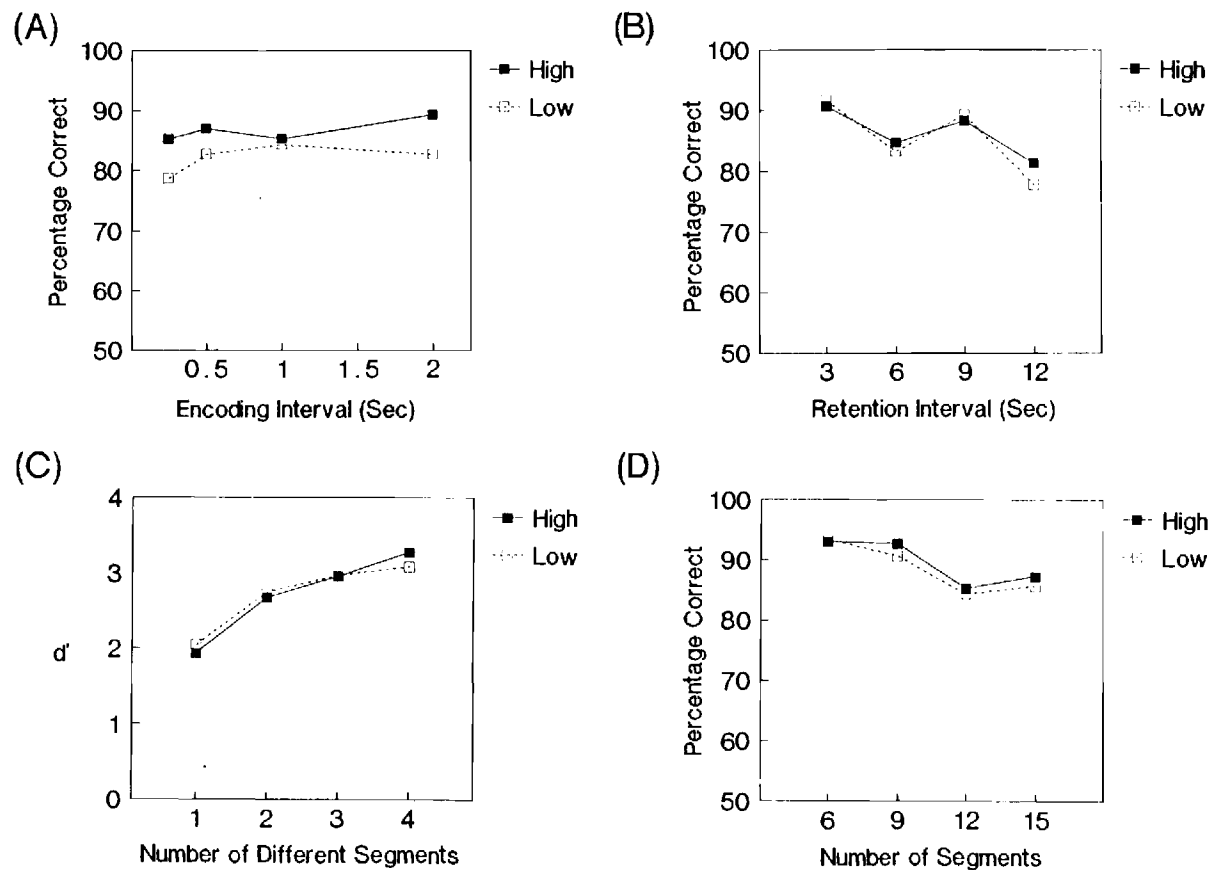 (A)
100
90
80
70
60
50
Percentage Correct
0.5 1 1.5 2
Encoding Interval (Sec)
High
Low
(B)
100
90
80
70
60
50
Percentage Correct
3 6 9 12
Retention Interval (Sec)
High
Low
(C)
4
3
2
1
0
d'
1 2 3 4
Number of Different Segments
High
Low
(D)
100
90
80
70
60
50
Percentage Correct
6 9 12 15
Number of Segments
High
Low